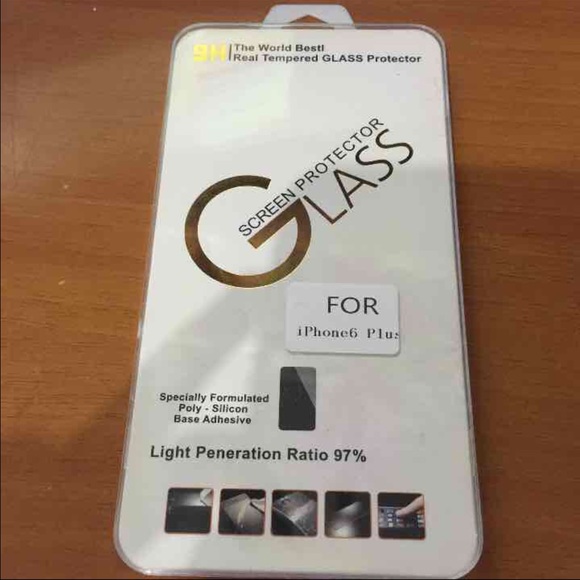 9H
The World Best!
Real Tempered GLASS Protector
SCREEN PROTECTOR
GLASS
FOR
iPhone6 Plus
Specially Formulated
Poly - Silicon
Base Adhesive
Light Peneration Ratio 97%